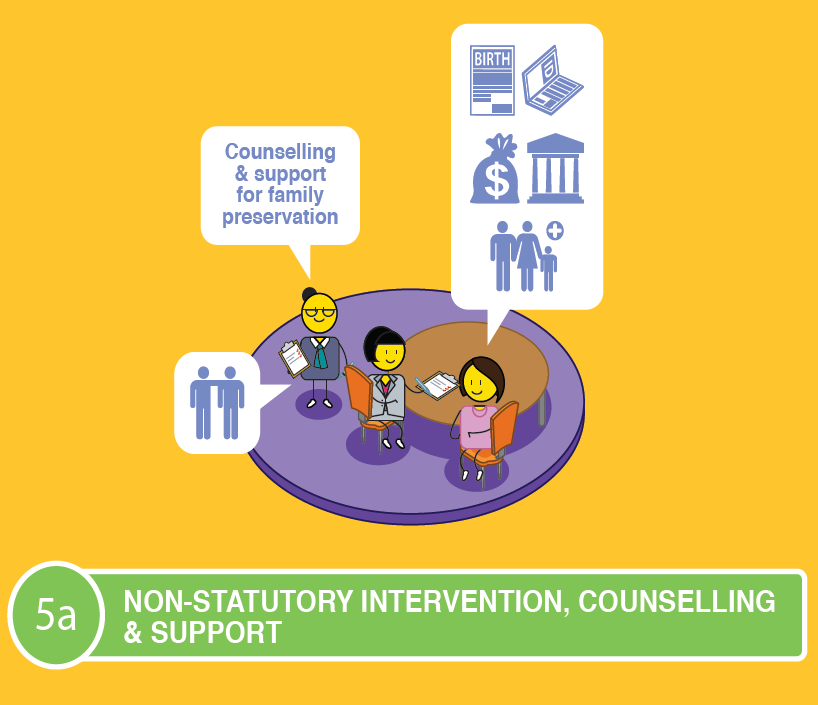 BIRTH
$
Counselling
& support
for family
preservation
5a
NON-STATUTORY INTERVENTION, COUNSELLING
& SUPPORT